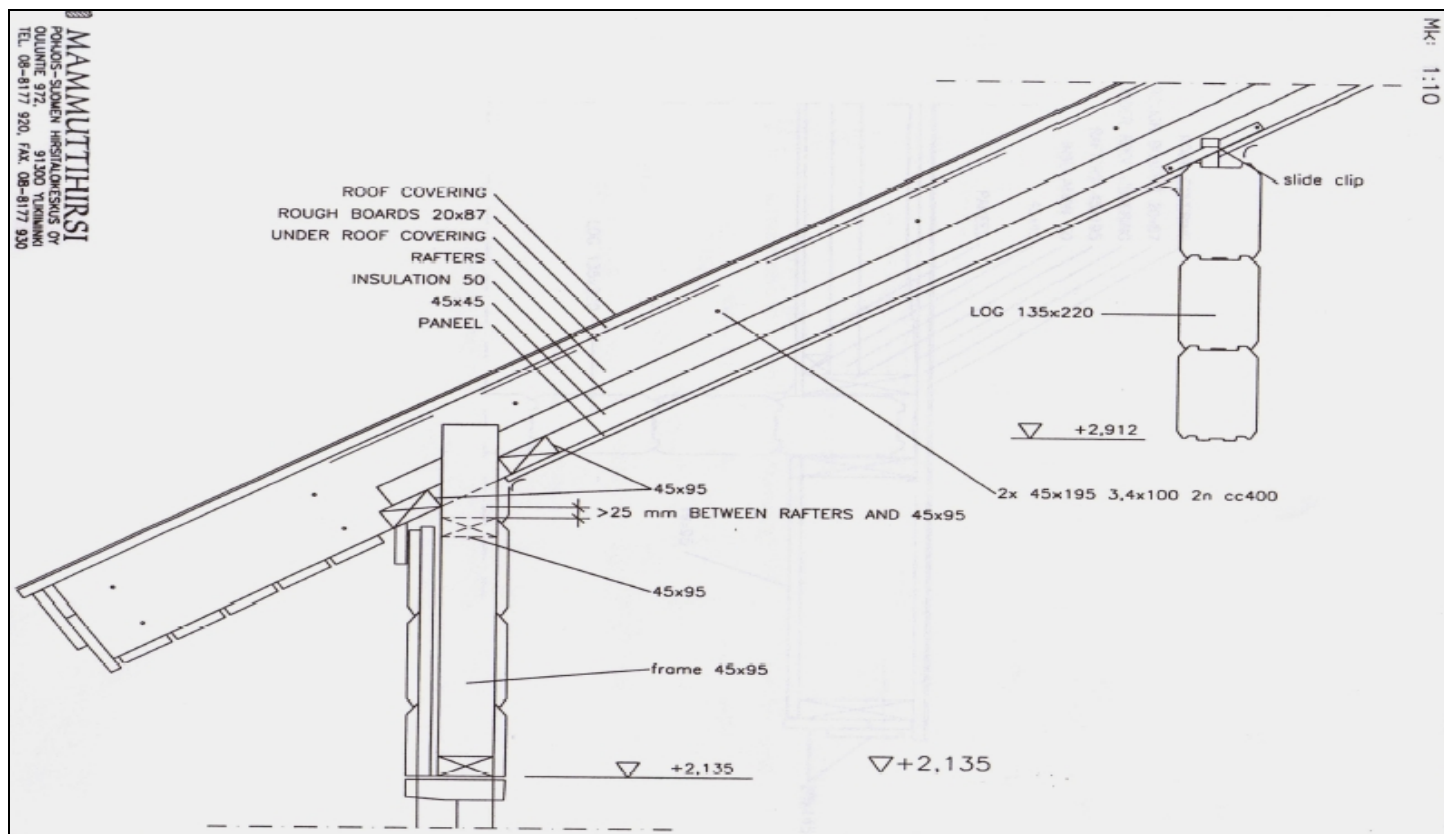 MAMMUTTIHIRSI
POHJOIS-SUOMEN HIRSITALOKESKUS OY
OULUNTIE 972, 91300 YLIKIIMINKI
TEL. 08-8177 920, FAX. 08-8177 930
Mk: 1:10
ROOF COVERING
ROUGH BOARDS 20x87
UNDER ROOF COVERING
RAFTERS
INSULATION 50
45x45
PANEEL
slide clip
LOG 135x220
+2,912
2x 45x195 3,4x100 2n cc400
45x95
>25 mm BETWEEN RAFTERS AND 45x95
45x95
frame 45x95
+2,135
▽+2,135